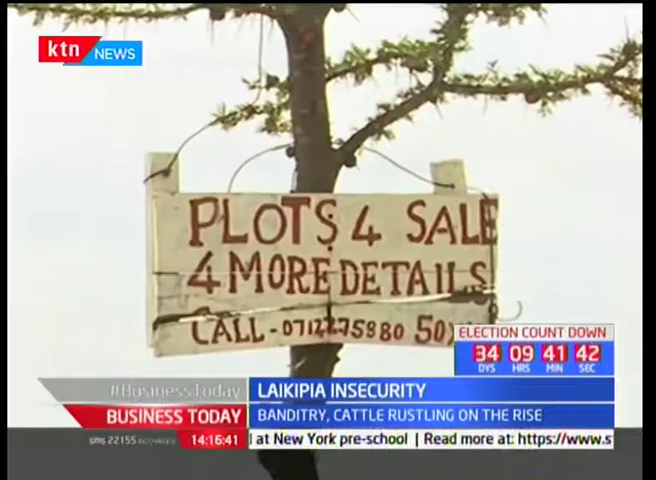 ktn NEWS
PLOTS 4 SALE
4 MORE DETAILS
CALL -
ELECTION COUNT DOWN
34 09 41 42
DYS HRS MIN SEC
#BusinessToday
LAIKIPIA INSECURITY
BUSINESS TODAY
BANDITRY, CATTLE RUSTLING ON THE RISE
sms 22155
14:16:41
at New York pre-school | Read more at: https://www.s